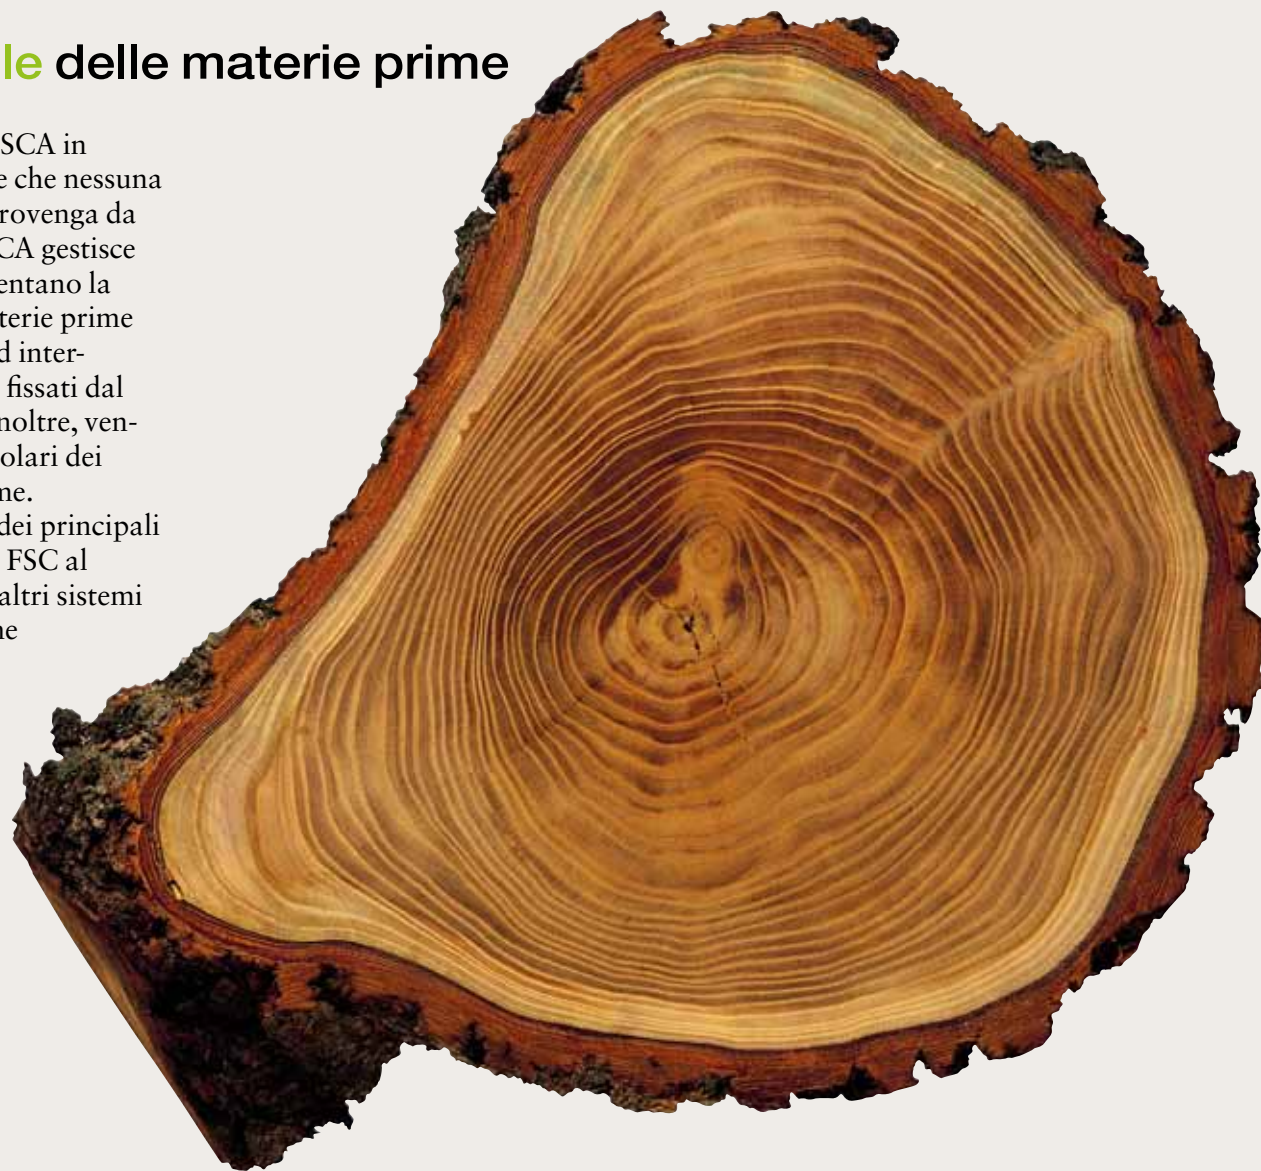 le delle materie prime
SCA in
e che nessuna
rovenga da
CA gestisce
entano la
terie prime
d inter-
fissati dal
noltre, ven-
olari dei
ne.
dei principali
FSC al
altri sistemi
ne